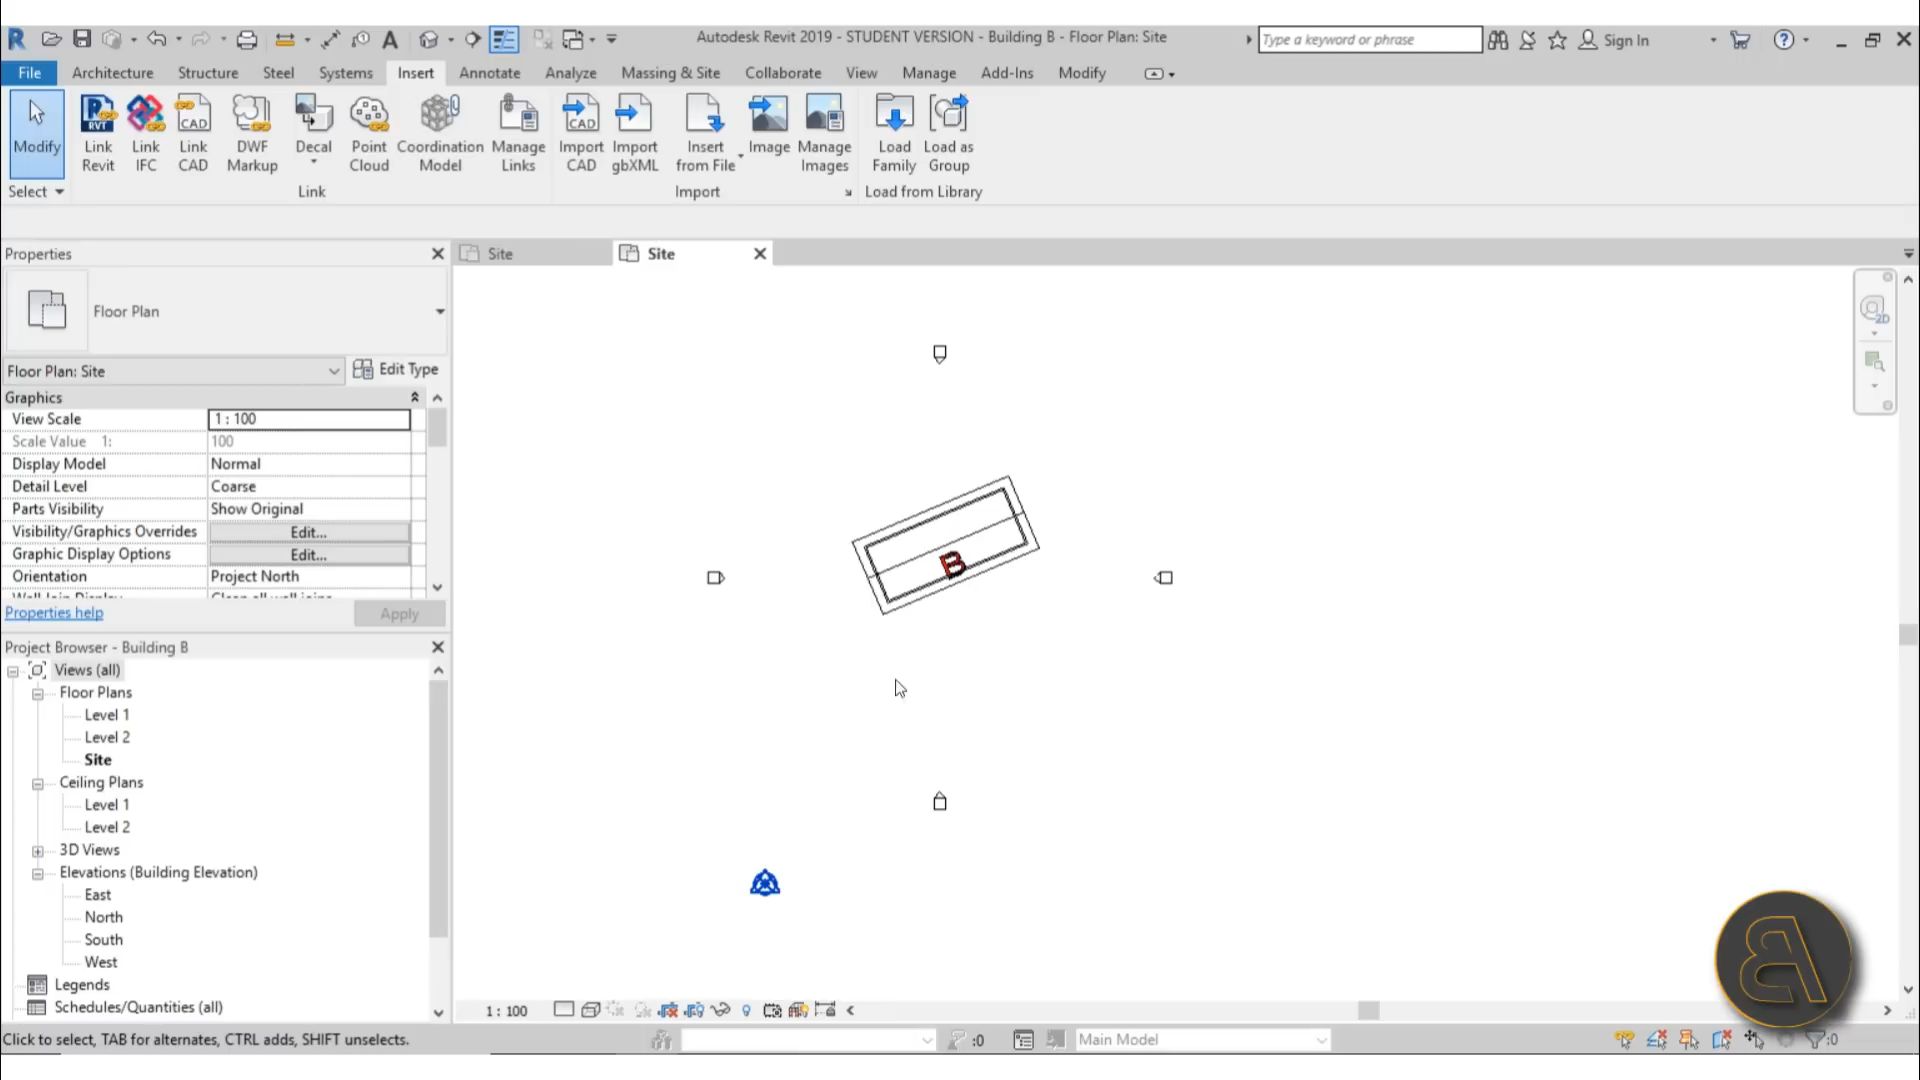 Autodesk Revit 2019 - STUDENT VERSION - Building B - Floor Plan: Site
Type a keyword or phrase
Sign In
File Architecture Structure Steel Systems Insert Annotate Analyze Massing & Site Collaborate View Manage Add-Ins Modify
Modify
Link Revit
Link IFC
Link CAD
DWF Markup
Decal
Point Cloud
Coordination Model
Manage Links
Import CAD
Import gbXML
Insert from File
Image
Manage Images
Load Family
Load as Group
Select
Link
Import
Load from Library
Properties
Site
Site
Floor Plan
Floor Plan: Site
Edit Type
Graphics
View Scale 1 : 100
Scale Value 1: 100
Display Model Normal
Detail Level Coarse
Parts Visibility Show Original
Visibility/Graphics Overrides Edit...
Graphic Display Options Edit...
Orientation Project North
Properties help
Apply
Project Browser - Building B
Views (all)
Floor Plans
Level 1
Level 2
Site
Ceiling Plans
Level 1
Level 2
3D Views
Elevations (Building Elevation)
East
North
South
West
Legends
Schedules/Quantities (all)
B
2D
1 : 100
Click to select, TAB for alternates, CTRL adds, SHIFT unselects.
:0
Main Model
:0